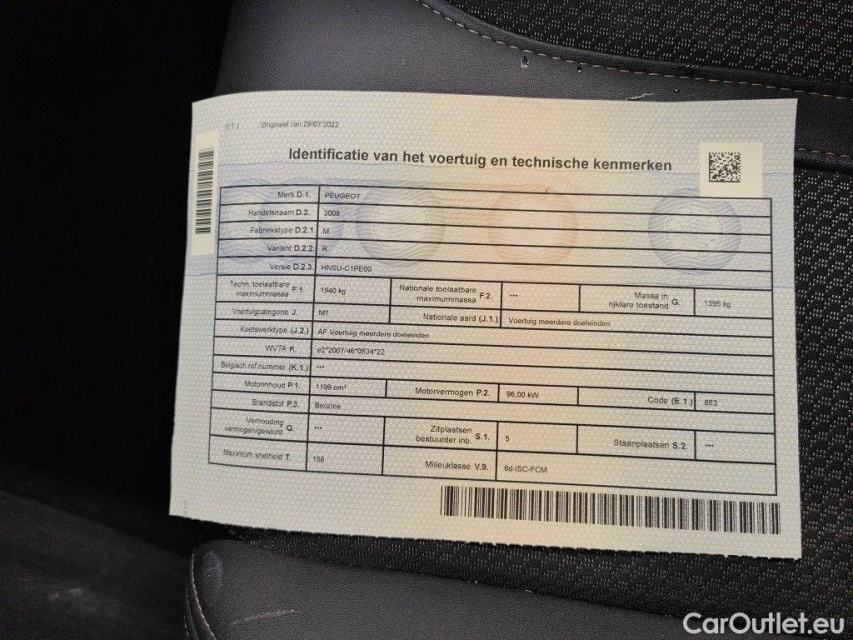 Origineel van 29/07/2022
Identificatie van het voertuig en technische kenmerken
Merk D.1. PEUGEOT
Handelsnaam D.3. 3008
Fabriekstype D.2.1 M
Variant D.2.2 R
Versie D.2.3 HNSU-C1PE00
Techn. toelaatbare maximummassa F.1 1940 kg Nationale toelaatbare maximummassa F.2. --- Massa in rijklare toestand G. 1395 kg
Voertuigcategorie J. M1 Nationale aard (J.1.) Voertuig meerdere doeleinden
Koetswerktype (J.2.) AF Voertuig meerdere doeleinden
WVTA K. e2*2007/46*0534*22
Belgisch ref.nummer (K.1.) ---
Motorinhoud P.1. 1199 cm³ Motorvermogen P.2. 96,00 kW Code (E.1.) 853
Brandstof P.3. Benzine
Verhouding vermogen/gewicht Q. --- Zitplaatsen bestuurder inb. S.1. 5 Staanplaatsen S.2. ---
Maximum snelheid T. 188 Milieuklasse V.9. 6d-ISC-FCM
CarOutlet.eu